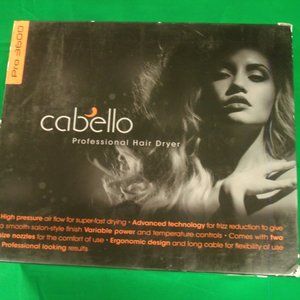 Pro 3600
cabello
Professional Hair Dryer
High pressure air flow for super-fast drying • Advanced technology for frizz reduction to give
a smooth salon-style finish Variable power and temperature controls • Comes with two
size nozzles for the comfort of use • Ergonomic design and long cable for flexibility of use
Professional looking results